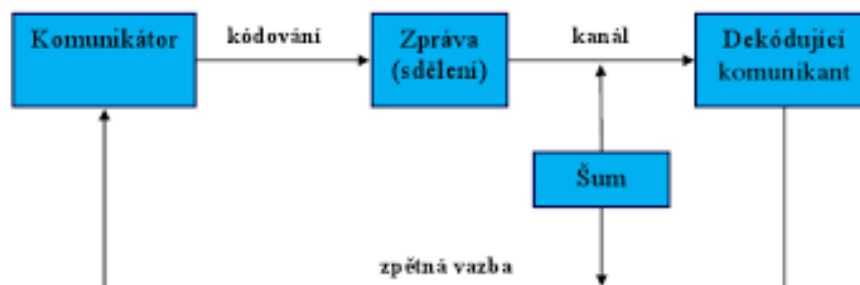 Komunikátor
kódování
Zpráva
(sdělení)
kanál
Dekódující
komunikant
Šum
zpětná vazba